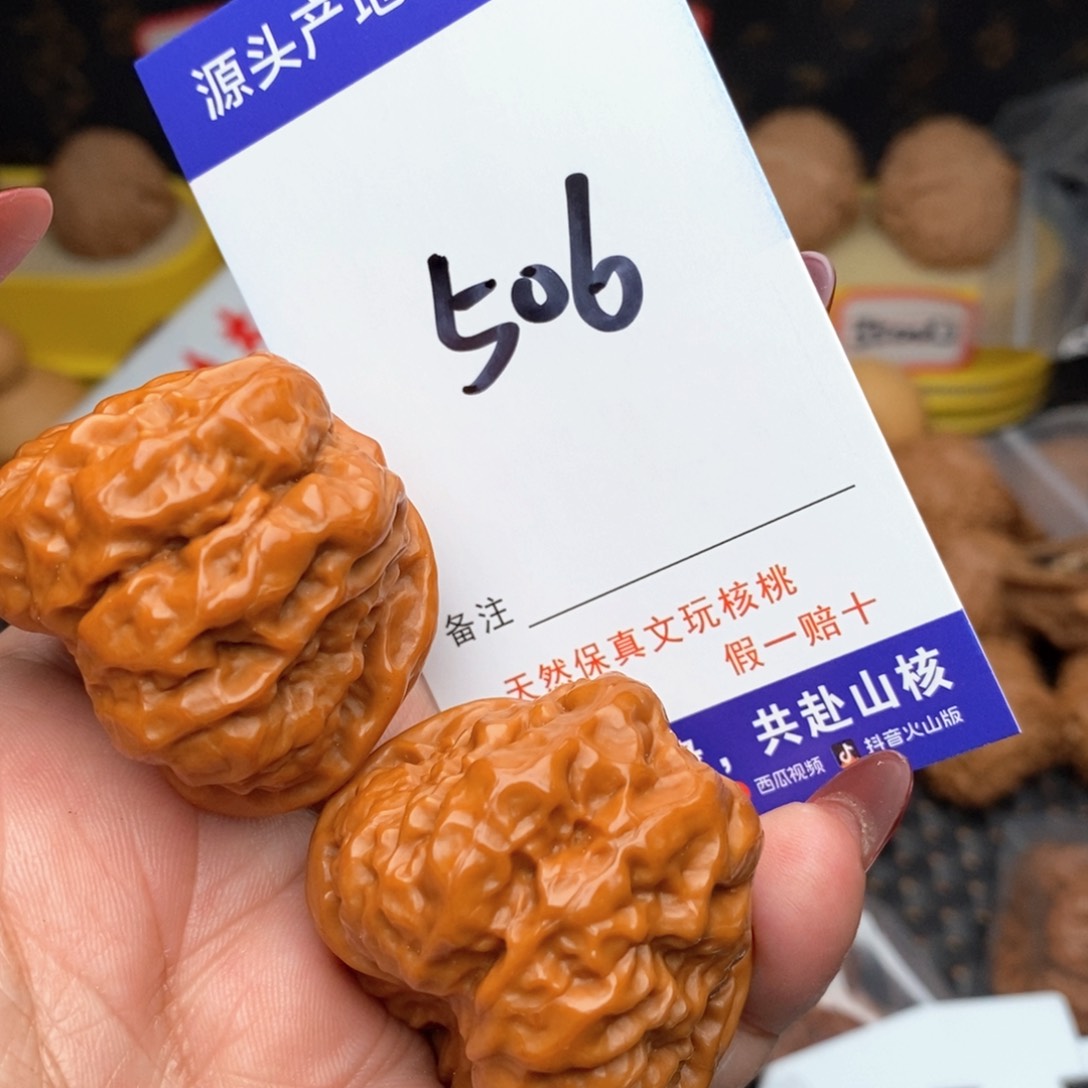 源头产地
506
备注
天然保真文玩核桃
假一赔十
，共赴山核
西瓜视频 抖音火山版